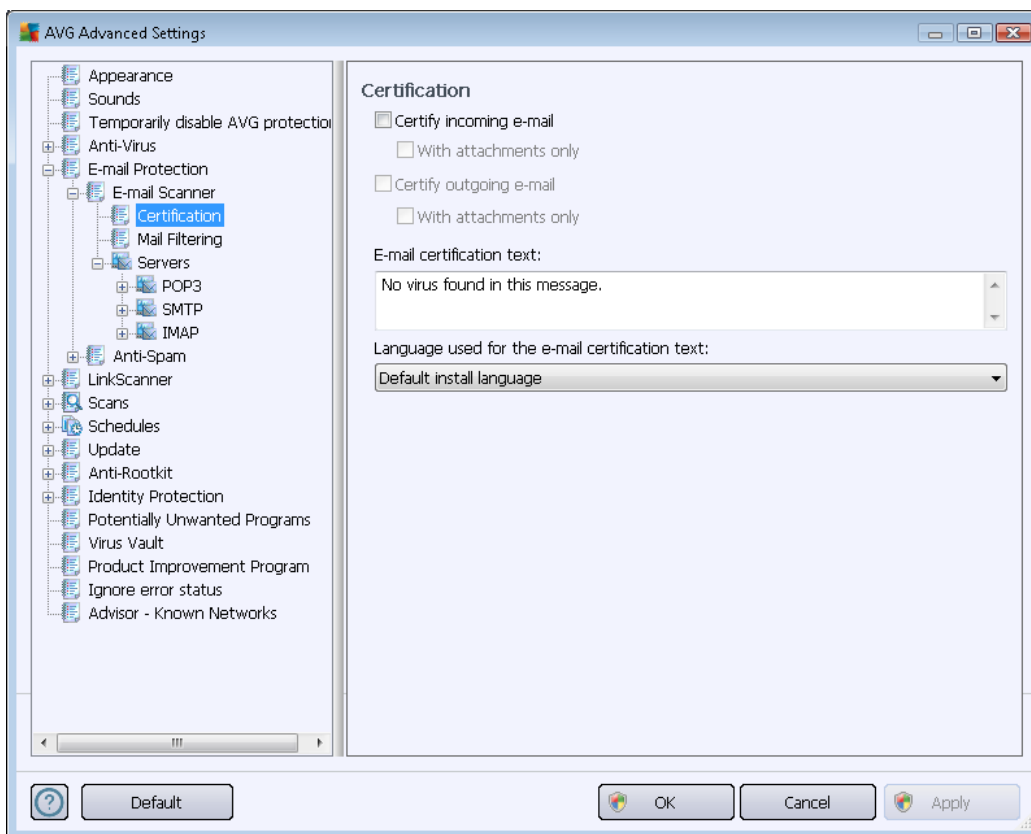 AVG Advanced Settings
Appearance
Sounds
Temporarily disable AVG protection
Anti-Virus
E-mail Protection
E-mail Scanner
Certification
Mail Filtering
Servers
POP3
SMTP
IMAP
Anti-Spam
LinkScanner
Scans
Schedules
Update
Anti-Rootkit
Identity Protection
Potentially Unwanted Programs
Virus Vault
Product Improvement Program
Ignore error status
Advisor - Known Networks
Certification
Certify incoming e-mail
With attachments only
Certify outgoing e-mail
With attachments only
E-mail certification text:
No virus found in this message.
Language used for the e-mail certification text:
Default install language
Default
OK
Cancel
Apply